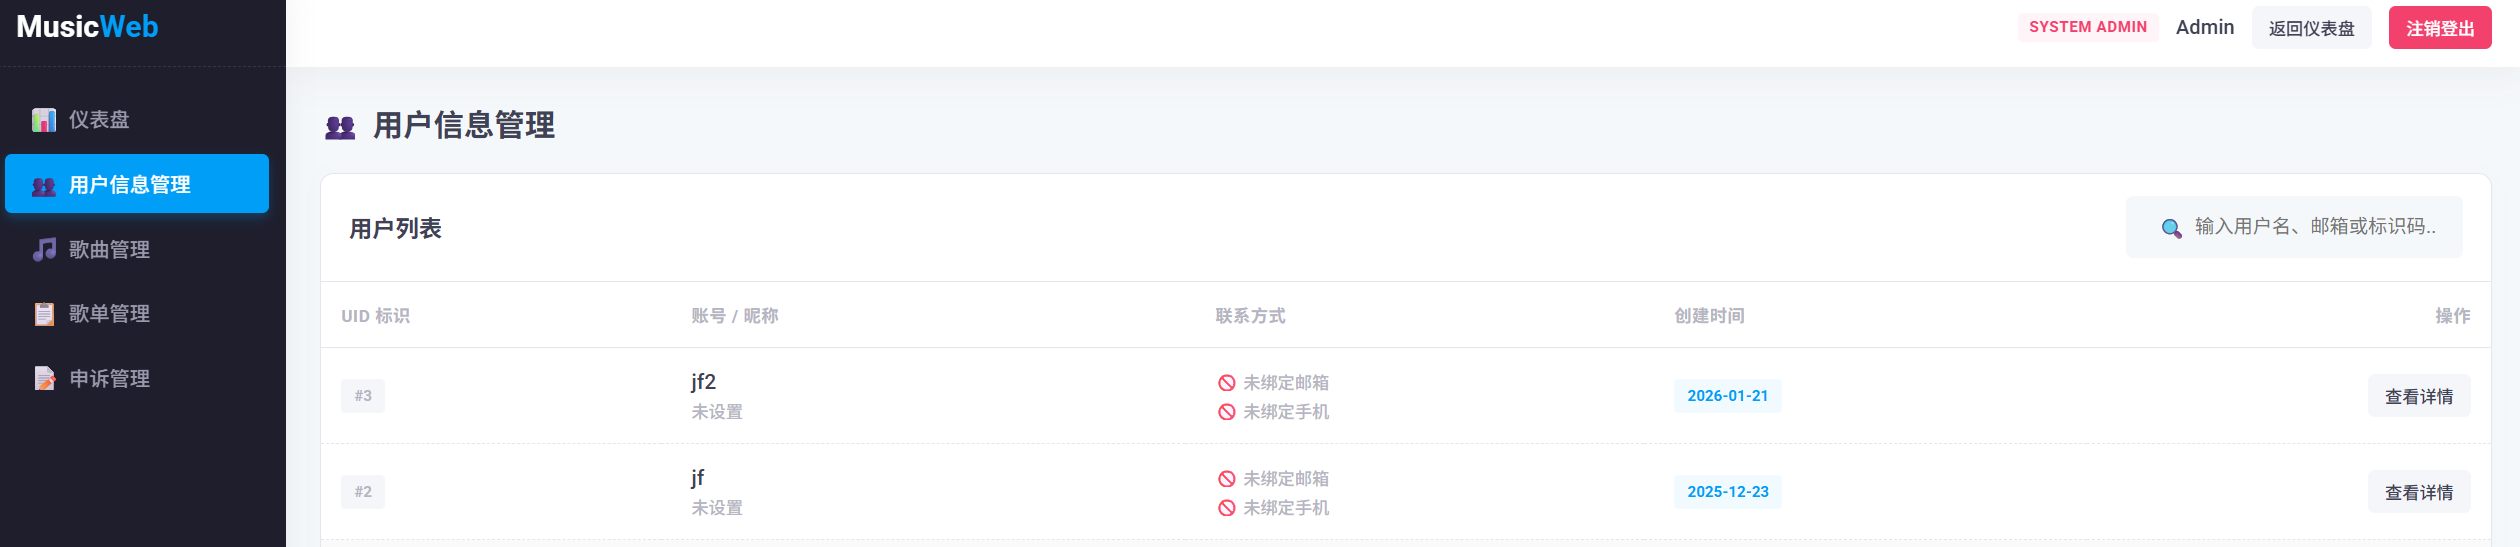 MusicWeb
SYSTEM ADMIN
Admin
返回仪表盘
注销登出
仪表盘
用户信息管理
歌曲管理
歌单管理
申诉管理
用户信息管理
用户列表
输入用户名、邮箱或标识码..
UID 标识
账号 / 昵称
联系方式
创建时间
操作
#3
jf2
未设置
未绑定邮箱
未绑定手机
2026-01-21
查看详情
#2
jf
未设置
未绑定邮箱
未绑定手机
2025-12-23
查看详情